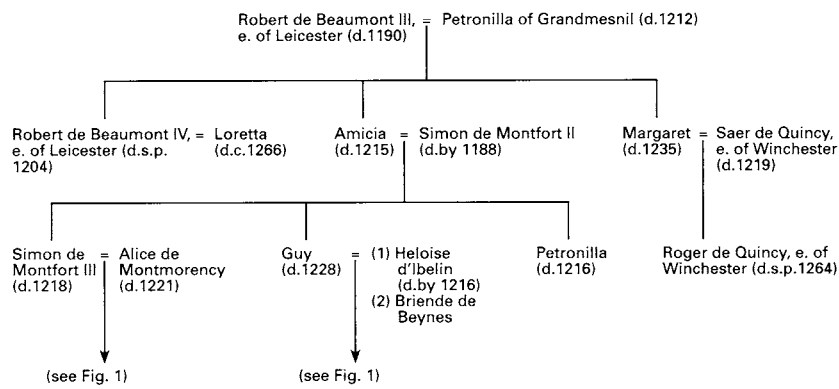 Robert de Beaumont III, = Petronilla of Grandmesnil (d.1212)
e. of Leicester (d.1190)
Robert de Beaumont IV, = Loretta
e. of Leicester (d.s.p. (d.c.1266)
1204)
Amicia = Simon de Montfort II
(d.1215) (d.by 1188)
Margaret = Saer de Quincy,
(d.1235) e. of Winchester
(d.1219)
Simon de = Alice de
Montfort III Montmorency
(d.1218) (d.1221)
Guy = (1) Heloise
(d.1228) d'Ibelin
(d.by 1216)
(2) Briende de
Beynes
Petronilla
(d.1216)
Roger de Quincy, e. of
Winchester (d.s.p.1264)
(see Fig. 1)
(see Fig. 1)